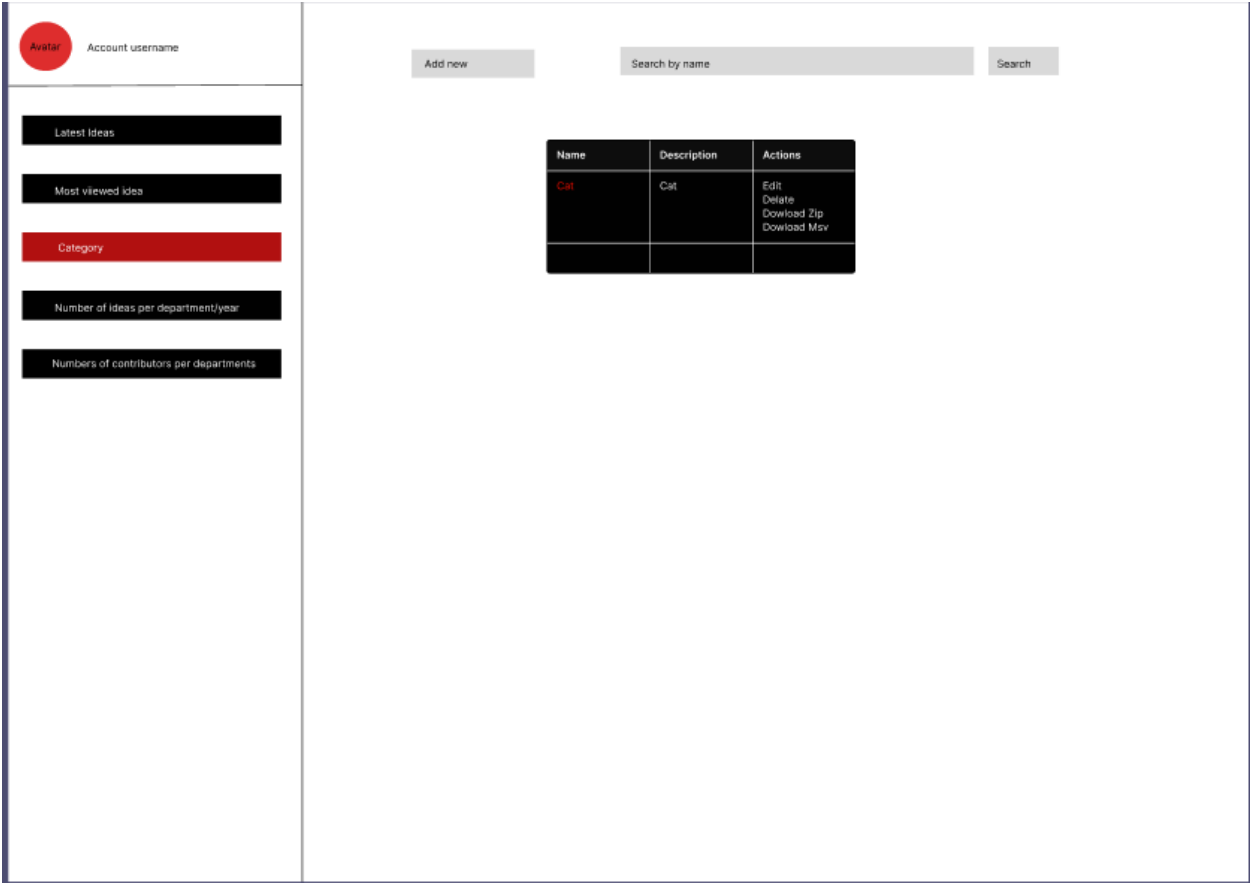 Avatar
Account username
Add new
Search by name
Search
Latest Ideas
Most viewed idea
Category
Number of ideas per department/year
Numbers of contributors per departments
Name Description Actions
Cat Cat Edit
Delate
Dowload Zip
Dowload Msv